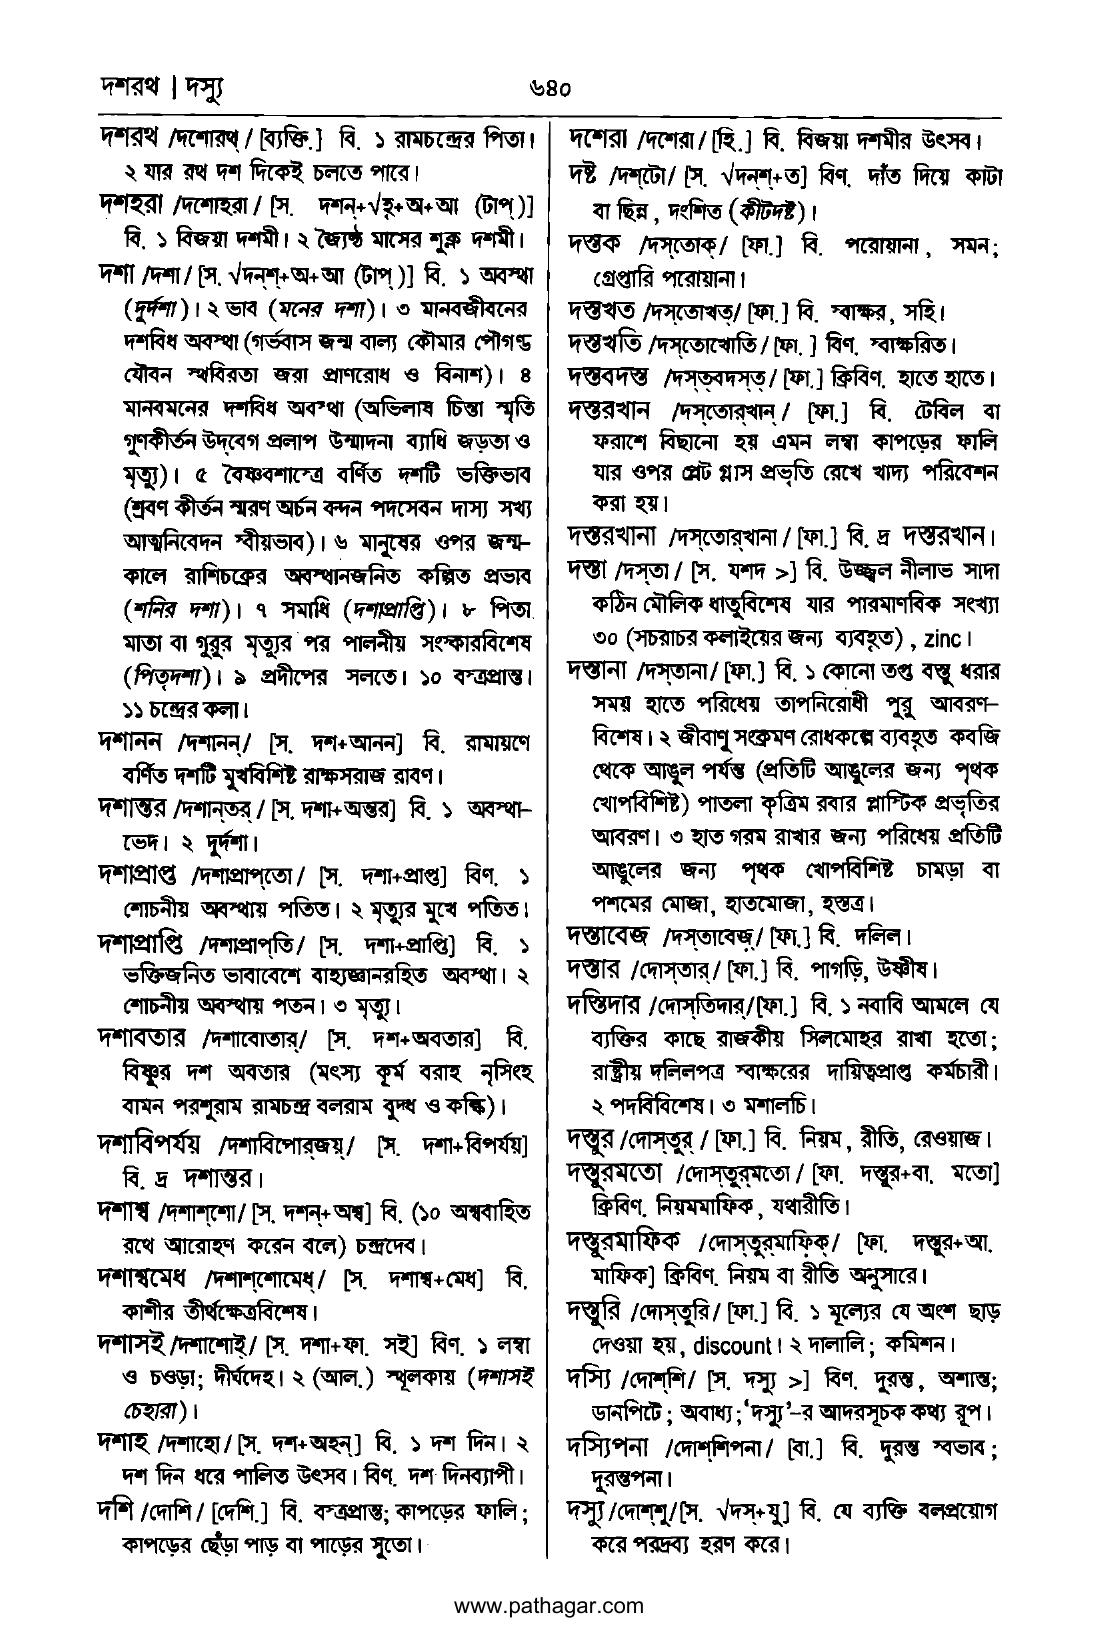 দশরথ | দস্যু
৬৪০
দশরথ /দশোরথ্/ [ব্যক্তি.] বি. ১ রামচন্দ্রের পিতা।
২ যার রথ দশ দিকেই চলতে পারে।
দশহরা /দশোহরা/ [স. দশন্+√হৃ+অ+আ (টাপ্)]
বি. ১ বিজয়া দশমী। ২ জ্যৈষ্ঠ মাসের শুক্ল দশমী।
দশা /দশা/ [স. √দন্‌শ্+অ+আ (টাপ্)] বি. ১ অবস্থা
(দুর্দশা)। ২ ভাব (মনের দশা)। ৩ মানবজীবনের
দশবিধ অবস্থা (গর্ভবাস জন্ম বাল্য কৌমার পৌগণ্ড
যৌবন স্থবিরতা জরা প্রাণরোধ ও বিনাশ)। ৪
মানবমনের দশবিধ অবস্থা (অভিলাষ চিন্তা স্মৃতি
গুণকীর্তন উদ্‌বেগ প্রলাপ উন্মাদনা ব্যাধি জড়তা ও
মৃত্যু)। ৫ বৈষ্ণবশাস্ত্রে বর্ণিত দশটি ভক্তিভাব
(শ্রবণ কীর্তন স্মরণ অর্চন বন্দন পদসেবন দাস্য সখ্য
আত্মনিবেদন স্বীয়ভাব)। ৬ মানুষের ওপর জন্ম-
কালে রাশিচক্রের অবস্থানজনিত কল্পিত প্রভাব
(শনির দশা)। ৭ সমাধি (দশাপ্রাপ্তি)। ৮ পিতা
মাতা বা গুরুর মৃত্যুর পর পালনীয় সংস্কারবিশেষ
(পিতৃদশা)। ৯ প্রদীপের সলতে। ১০ বস্ত্রপ্রান্ত।
১১ চন্দ্রের কলা।
দশানন /দশানন্/ [স. দশ+আনন] বি. রামায়ণে
বর্ণিত দশটি মুখবিশিষ্ট রাক্ষসরাজ রাবণ।
দশান্তর /দশান্‌তর্/ [স. দশা+অন্তর] বি. ১ অবস্থা-
ভেদ। ২ দুর্দশা।
দশাপ্রাপ্ত /দশাপ্রাপ্‌তো/ [স. দশা+প্রাপ্ত] বিণ. ১
শোচনীয় অবস্থায় পতিত। ২ মৃত্যুর মুখে পতিত।
দশাপ্রাপ্তি /দশাপ্রাপ্‌তি/ [স. দশা+প্রাপ্তি] বি. ১
ভক্তিজনিত ভাবাবেশে বাহ্যজ্ঞানরহিত অবস্থা। ২
শোচনীয় অবস্থায় পতন। ৩ মৃত্যু।
দশাবতার /দশাবোতার্/ [স. দশ+অবতার] বি.
বিষ্ণুর দশ অবতার (মৎস্য কূর্ম বরাহ নৃসিংহ
বামন পরশুরাম রামচন্দ্র বলরাম বুদ্ধ ও কল্কি)।
দশাবিপর্যয় /দশাবিপোর্‌জয়্/ [স. দশা+বিপর্যয়]
বি. দ্র দশান্তর।
দশাশ্ব /দশাশ্‌শো/ [স. দশন্+অশ্ব] বি. (১০ অশ্ববাহিত
রথে আরোহণ করেন বলে) চন্দ্রদেব।
দশাশ্বমেধ /দশাশ্‌শোমেধ্/ [স. দশাশ্ব+মেধ] বি.
কাশীর তীর্থক্ষেত্রবিশেষ।
দশাসই /দশাশোই্/ [স. দশা+ফা. সই] বিণ. ১ লম্বা
ও চওড়া; দীর্ঘদেহ। ২ (আল.) স্থূলকায় (দশাসই
চেহারা)।
দশাহ /দশাহো/ [স. দশ+অহন্] বি. ১ দশ দিন। ২
দশ দিন ধরে পালিত উৎসব। বিণ. দশ দিনব্যাপী।
দশি /দোশি/ [দেশি.] বি. বস্ত্রপ্রান্ত; কাপড়ের ফালি;
কাপড়ের ছেঁড়া পাড় বা পাড়ের সুতো।
দশেরা /দশেরা/ [হি.] বি. বিজয়া দশমীর উৎসব।
দষ্ট /দশ্‌টো/ [স. √দন্‌শ্+ত] বিণ. দাঁত দিয়ে কাটা
বা ছিন্ন, দংশিত (কীটদষ্ট)।
দস্তক /দস্‌তোক্/ [ফা.] বি. পরোয়ানা, সমন;
গ্রেপ্তারি পরোয়ানা।
দস্তখত /দস্‌তোখত্/ [ফা.] বি. স্বাক্ষর, সহি।
দস্তখতি /দস্‌তোখোতি/ [ফা. ] বিণ. স্বাক্ষরিত।
দস্তবদস্ত /দস্‌ত্‌বদস্‌ত্/ [ফা.] ক্রিবিণ. হাতে হাতে।
দস্তরখান /দস্‌তোর্‌খান্/ [ফা.] বি. টেবিল বা
ফরাশে বিছানো হয় এমন লম্বা কাপড়ের ফালি
যার ওপর প্লেট গ্লাস প্রভৃতি রেখে খাদ্য পরিবেশন
করা হয়।
দস্তরখানা /দস্‌তোর্‌খানা/ [ফা.] বি. দ্র দস্তরখান।
দস্তা /দস্‌তা/ [স. যশদ >] বি. উজ্জ্বল নীলাভ সাদা
কঠিন মৌলিক ধাতুবিশেষ যার পারমাণবিক সংখ্যা
৩০ (সচরাচর কলাইয়ের জন্য ব্যবহৃত), zinc।
দস্তানা /দস্‌তানা/ [ফা.] বি. ১ কোনো তপ্ত বস্তু ধরার
সময় হাতে পরিধেয় তাপনিরোধী পুরু আবরণ-
বিশেষ। ২ জীবাণু সংক্রমণ রোধকল্পে ব্যবহৃত কবজি
থেকে আঙুল পর্যন্ত (প্রতিটি আঙুলের জন্য পৃথক
খোপবিশিষ্ট) পাতলা কৃত্রিম রবার প্লাস্টিক প্রভৃতির
আবরণ। ৩ হাত গরম রাখার জন্য পরিধেয় প্রতিটি
আঙুলের জন্য পৃথক খোপবিশিষ্ট চামড়া বা
পশমের মোজা, হাতমোজা, হস্তত্র।
দস্তাবেজ /দস্‌তাবেজ্/ [ফা.] বি. দলিল।
দস্তার /দোস্‌তার্/ [ফা.] বি. পাগড়ি, উষ্ণীষ।
দস্তিদার /দোস্‌তিদার্/[ফা.] বি. ১ নবাবি আমলে যে
ব্যক্তির কাছে রাজকীয় সিলমোহর রাখা হতো;
রাষ্ট্রীয় দলিলপত্র স্বাক্ষরের দায়িত্বপ্রাপ্ত কর্মচারী।
২ পদবিবিশেষ। ৩ মশালচি।
দস্তুর /দোস্‌তুর্/ [ফা.] বি. নিয়ম, রীতি, রেওয়াজ।
দস্তুরমতো /দোস্‌তুর্‌মতো/ [ফা. দস্তুর+বা. মতো]
ক্রিবিণ. নিয়মমাফিক, যথারীতি।
দস্তুরমাফিক /দোস্‌তুর্‌মাফিক্/ [ফা. দস্তুর+আ.
মাফিক] ক্রিবিণ. নিয়ম বা রীতি অনুসারে।
দস্তুরি /দোস্‌তুরি/ [ফা.] বি. ১ মূল্যের যে অংশ ছাড়
দেওয়া হয়, discount। ২ দালালি; কমিশন।
দস্যি /দোশ্‌শি/ [স. দস্যু >] বিণ. দুরন্ত, অশান্ত;
ডানপিটে; অবাধ্য; ‘দস্যু’-র আদরসূচক কথ্য রূপ।
দস্যিপনা /দোশ্‌শিপনা/ [বা.] বি. দুরন্ত স্বভাব;
দুরন্তপনা।
দস্যু /দোশ্‌শু/[স. √দস্+যু] বি. যে ব্যক্তি বলপ্রয়োগ
করে পরদ্রব্য হরণ করে।
www.pathagar.com